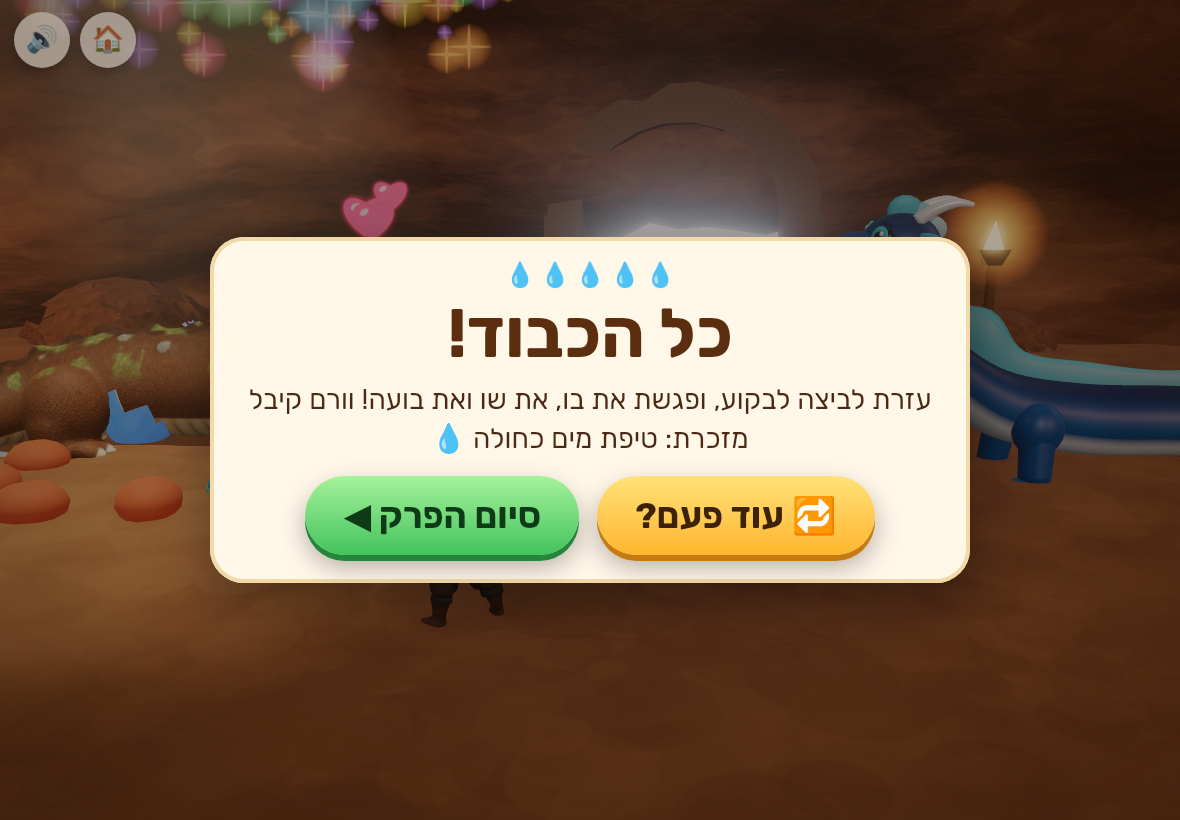 כל הכבוד!
עזרת לביצה לבקוע, ופגשת את בו, את שו ואת בועה! וורם קיבל
מזכרת: טיפת מים כחולה 💧
🔁 עוד פעם?
סיום הפרק ◀